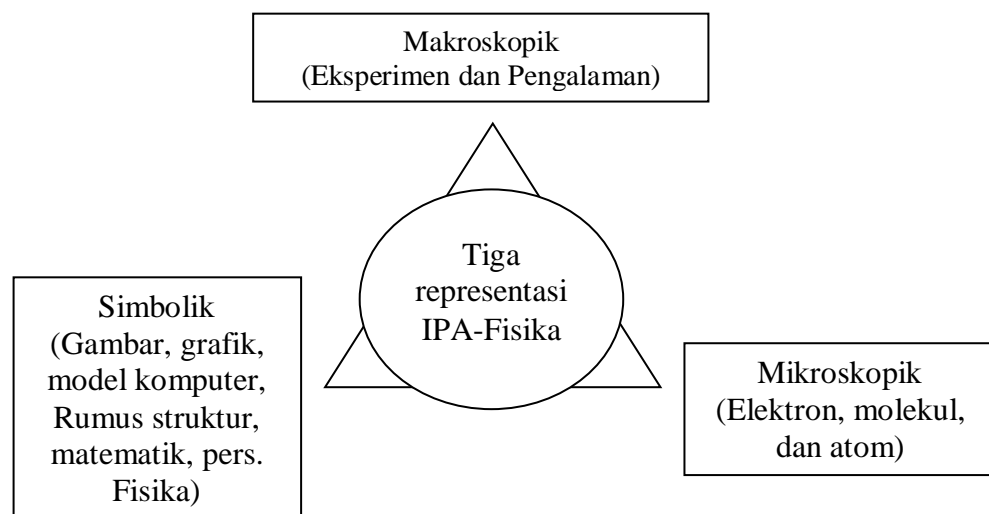 Makroskopik
(Eksperimen dan Pengalaman)
Tiga
representasi
IPA-Fisika
Simbolik
(Gambar, grafik,
model komputer,
Rumus struktur,
matematik, pers.
Fisika)
Mikroskopik
(Elektron, molekul,
dan atom)